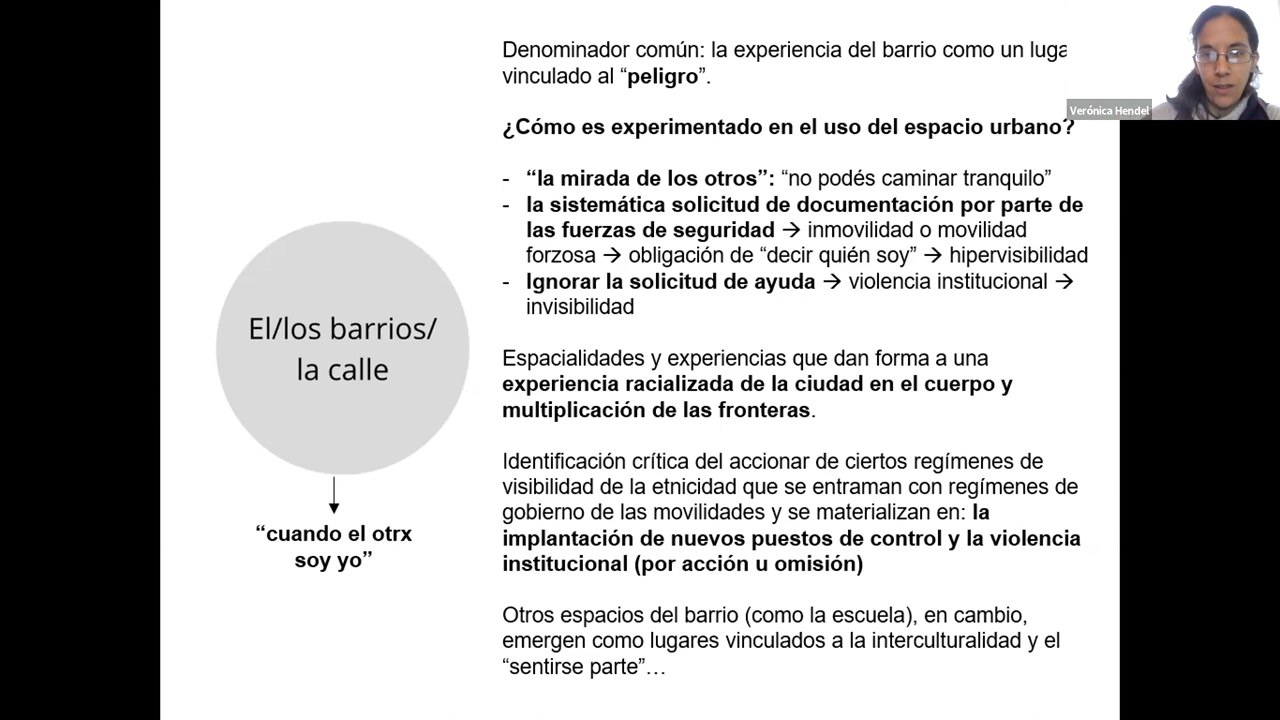 Denominador común: la experiencia del barrio como un luga
vinculado al “peligro”.
Verónica Hendel
¿Cómo es experimentado en el uso del espacio urbano?
- “la mirada de los otros”: “no podés caminar tranquilo”
- la sistemática solicitud de documentación por parte de
las fuerzas de seguridad → inmovilidad o movilidad
forzosa → obligación de “decir quién soy” → hipervisibilidad
- Ignorar la solicitud de ayuda → violencia institucional →
invisibilidad
El/los barrios/
la calle
“cuando el otrx
soy yo”
Espacialidades y experiencias que dan forma a una
experiencia racializada de la ciudad en el cuerpo y
multiplicación de las fronteras.
Identificación crítica del accionar de ciertos regímenes de
visibilidad de la etnicidad que se entraman con regímenes de
gobierno de las movilidades y se materializan en: la
implantación de nuevos puestos de control y la violencia
institucional (por acción u omisión)
Otros espacios del barrio (como la escuela), en cambio,
emergen como lugares vinculados a la interculturalidad y el
“sentirse parte”…